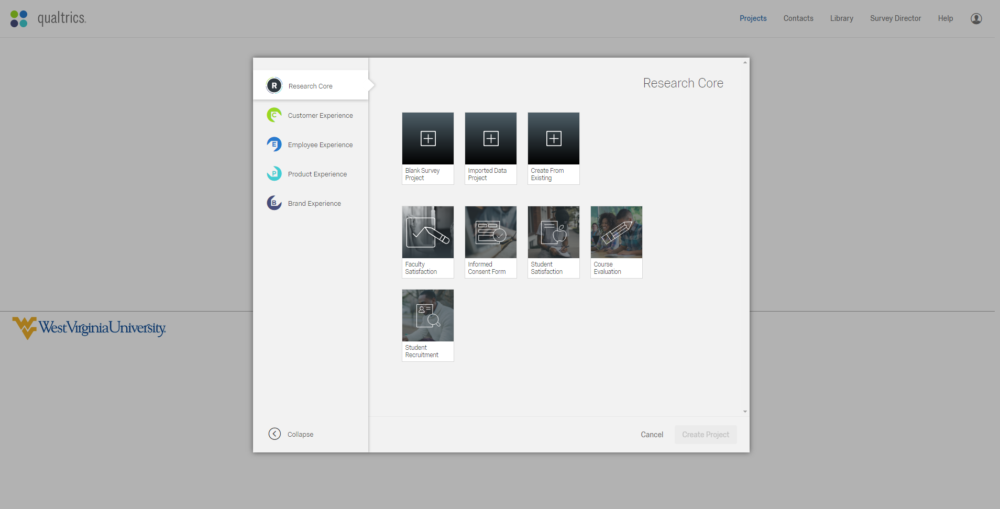 qualtrics.
Projects
Contacts
Library
Survey Director
Help
R
Research Core
C
Customer Experience
E
Employee Experience
P
Product Experience
B
Brand Experience
Collapse
Research Core
Blank Survey
Project
Imported Data
Project
Create From
Existing
Faculty
Satisfaction
Informed
Consent Form
Student
Satisfaction
Course
Evaluation
Student
Recruitment
Cancel
Create Project
WV
WestVirginiaUniversity.